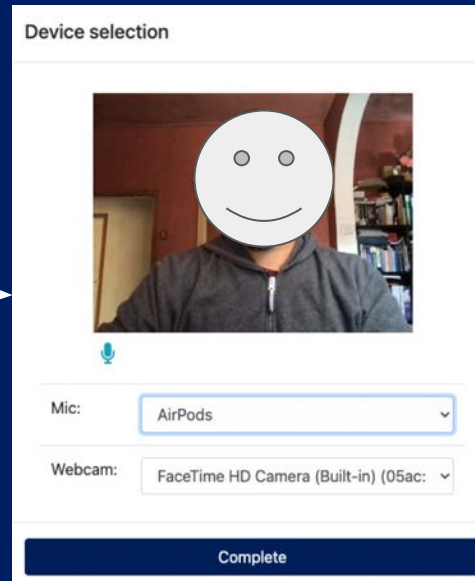 Device selection
Mic:
AirPods
Webcam:
FaceTime HD Camera (Built-in) (05ac:
Complete